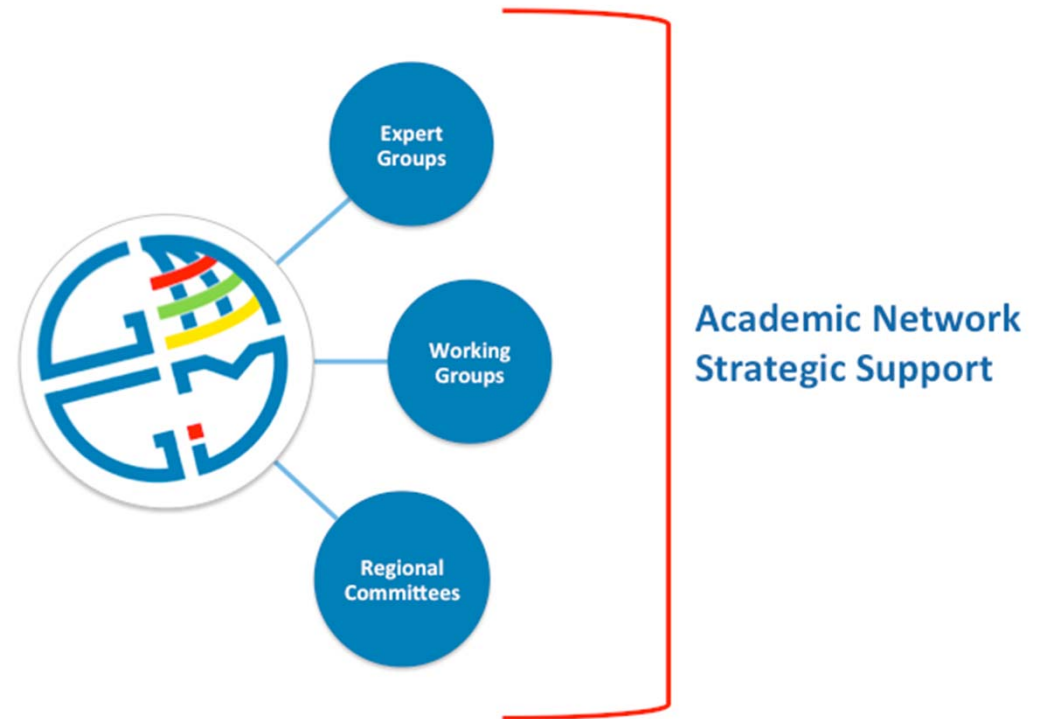 Expert
Groups
Working
Groups
Regional
Committees
Academic Network
Strategic Support